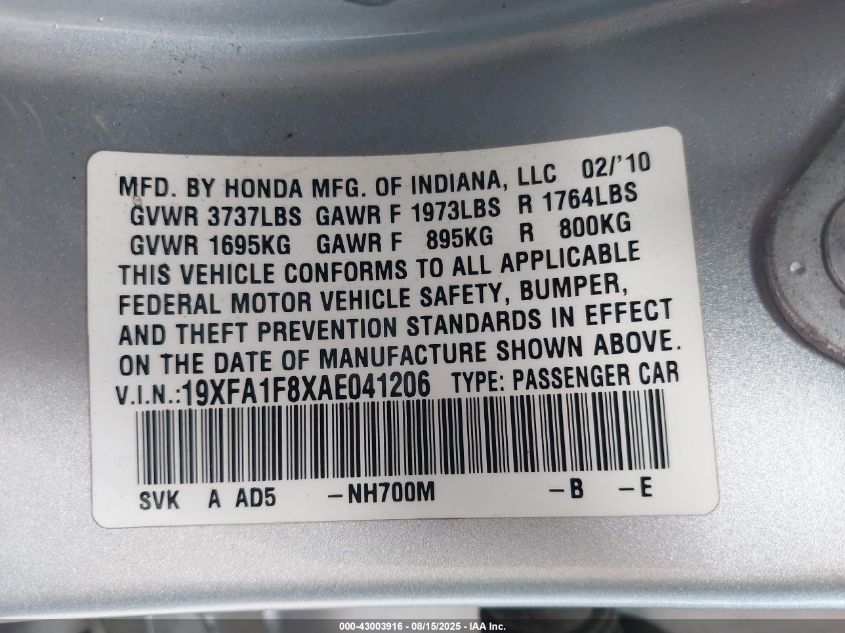 MFD. BY HONDA MFG. OF INDIANA, LLC 02/'10
GVWR 3737LBS GAWR F 1973LBS R 1764LBS
GVWR 1695KG GAWR F 895KG R 800KG
THIS VEHICLE CONFORMS TO ALL APPLICABLE
FEDERAL MOTOR VEHICLE SAFETY, BUMPER,
AND THEFT PREVENTION STANDARDS IN EFFECT
ON THE DATE OF MANUFACTURE SHOWN ABOVE.
V.I.N.:19XFA1F8XAE041206 TYPE: PASSENGER CAR
SVK A AD5 -NH700M -B -E
000-43003916 - 08/15/2025 - IAA Inc.